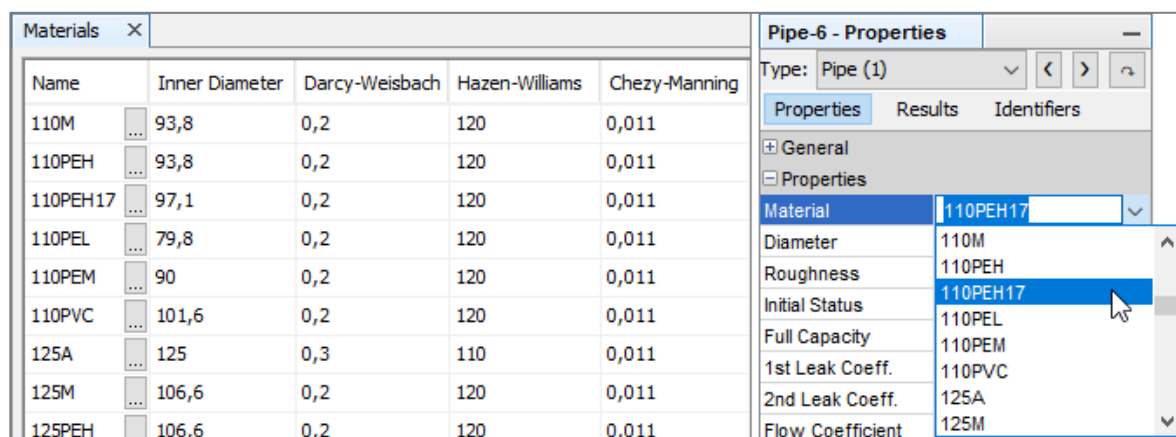 Materials
Name Inner Diameter Darcy-Weisbach Hazen-Williams Chezy-Manning
110M ... 93,8 0,2 120 0,011
110PEH ... 93,8 0,2 120 0,011
110PEH17 ... 97,1 0,2 120 0,011
110PEL ... 79,8 0,2 120 0,011
110PEM ... 90 0,2 120 0,011
110PVC ... 101,6 0,2 120 0,011
125A ... 125 0,3 110 0,011
125M ... 106,6 0,2 120 0,011
125PEH 106,6 0,2 120 0,011
Pipe-6 - Properties
Type: Pipe (1)
Properties Results Identifiers
General
Properties
Material 110PEH17
Diameter
Roughness
Initial Status
Full Capacity
1st Leak Coeff.
2nd Leak Coeff.
Flow Coefficient
110M
110PEH
110PEH17
110PEL
110PEM
110PVC
125A
125M